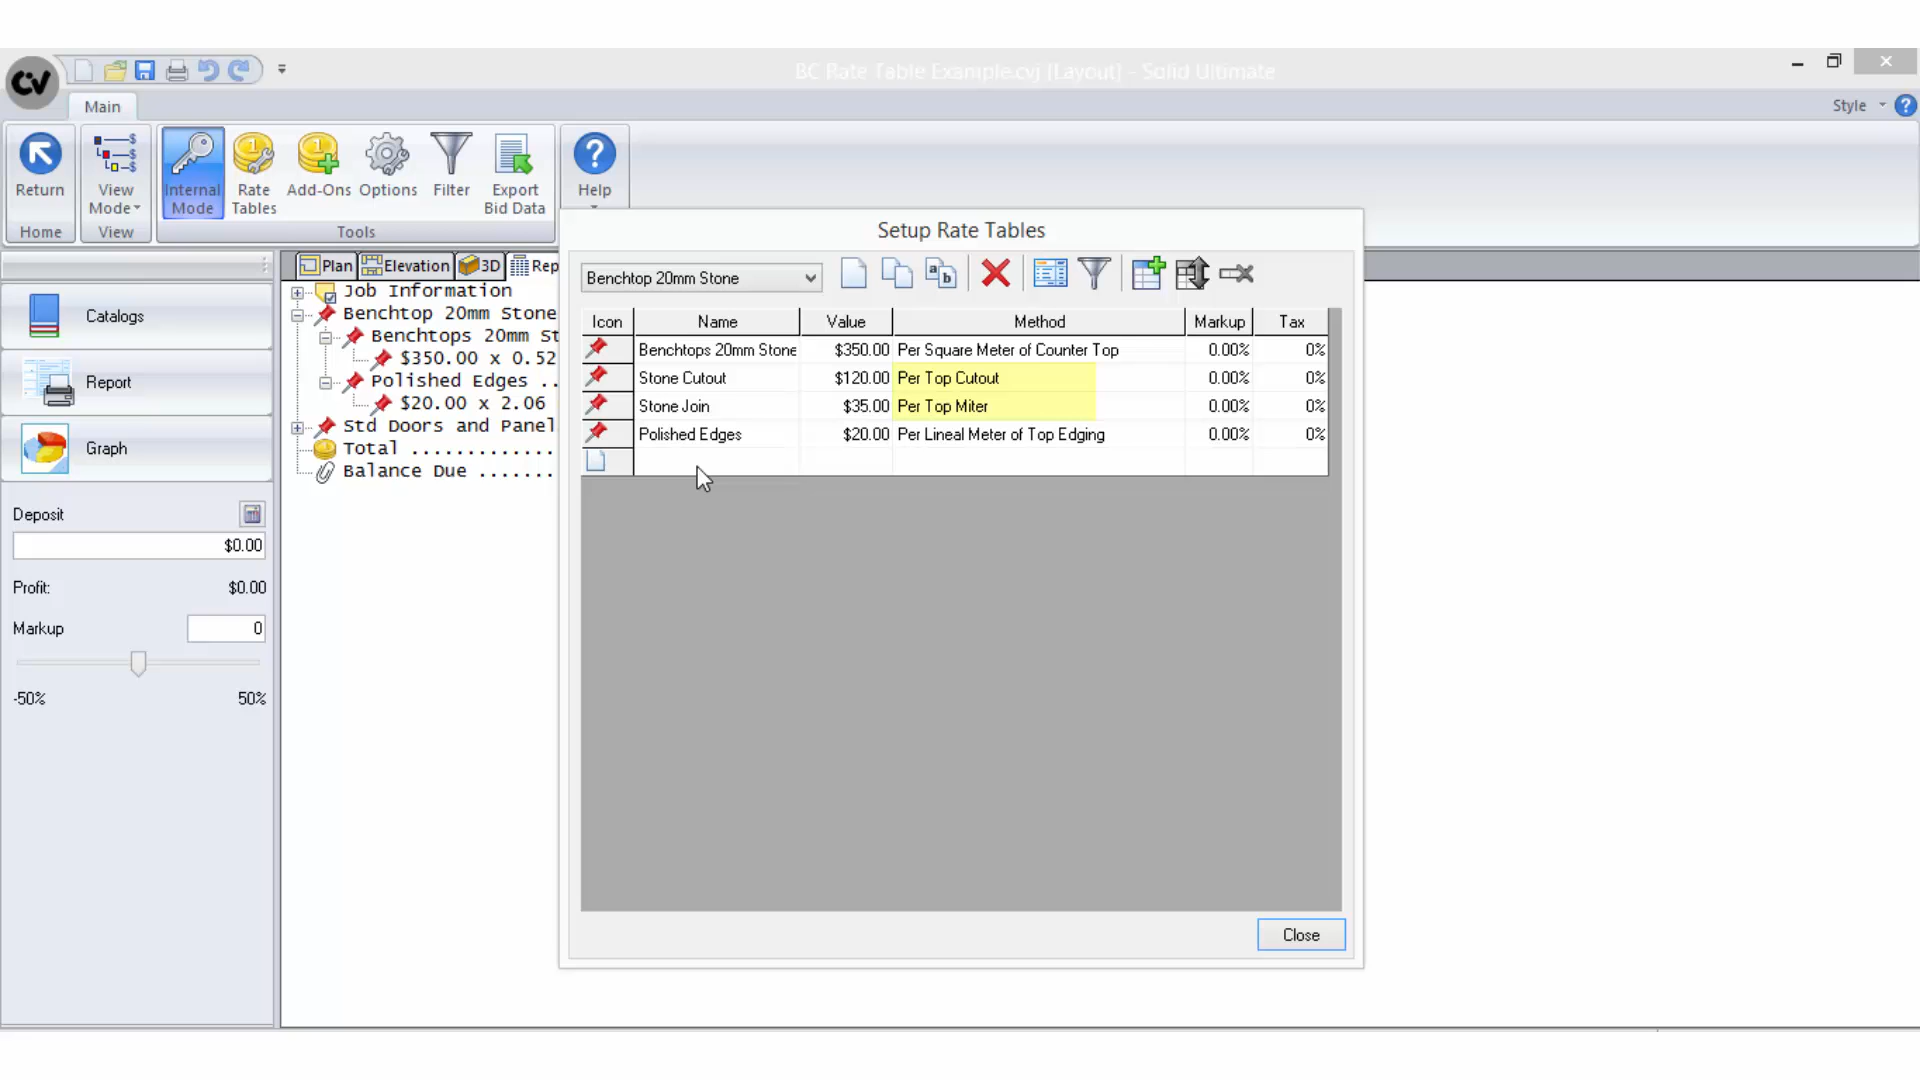 CV
BC Rate Table Example.cvj [Layout] - Solid Ultimate
Main
Style
Return
View Mode
Internal Mode
Rate Tables
Add-Ons
Options
Filter
Export Bid Data
Help
Home
View
Tools
Catalogs
Report
Graph
Deposit
$0.00
Profit:
$0.00
Markup
0
-50%
50%
Plan
Elevation
3D
Rep
Job Information
Benchtop 20mm Stone
Benchtops 20mm St
$350.00 x 0.52
Polished Edges ..
$20.00 x 2.06
Std Doors and Panel
Total .............
Balance Due .......
Setup Rate Tables
Benchtop 20mm Stone
Icon Name Value Method Markup Tax
Benchtops 20mm Stone $350.00 Per Square Meter of Counter Top 0.00% 0%
Stone Cutout $120.00 Per Top Cutout 0.00% 0%
Stone Join $35.00 Per Top Miter 0.00% 0%
Polished Edges $20.00 Per Lineal Meter of Top Edging 0.00% 0%
Close